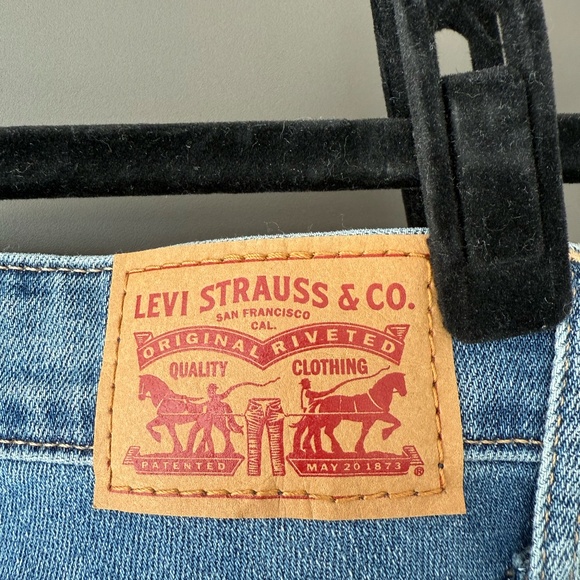 LEVI STRAUSS & CO.
SAN FRANCISCO
CAL.
ORIGINAL RIVETED
QUALITY CLOTHING
PATENTED MAY 20 1873 ®